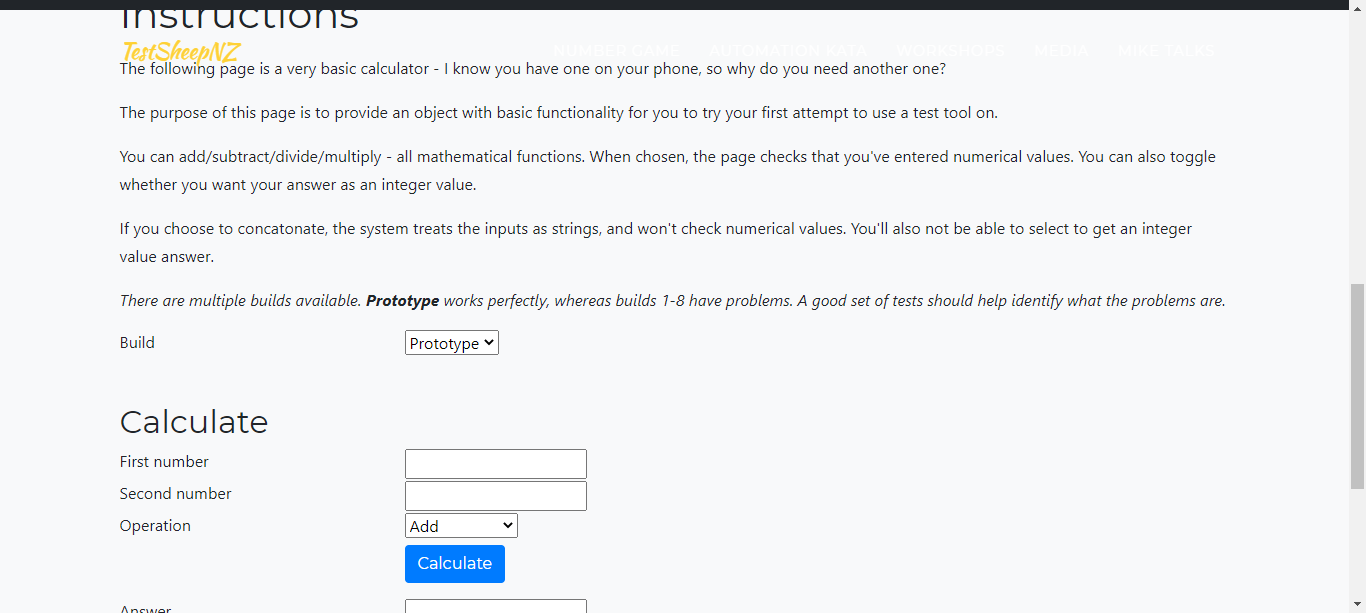 Instructions
TestSheepNZ
NUMBER GAME AUTOMATION KATA WORKSHOPS MEDIA MIKE TALKS
The following page is a very basic calculator - I know you have one on your phone, so why do you need another one?
The purpose of this page is to provide an object with basic functionality for you to try your first attempt to use a test tool on.
You can add/subtract/divide/multiply - all mathematical functions. When chosen, the page checks that you've entered numerical values. You can also toggle
whether you want your answer as an integer value.
If you choose to concatonate, the system treats the inputs as strings, and won't check numerical values. You'll also not be able to select to get an integer
value answer.
There are multiple builds available. Prototype works perfectly, whereas builds 1-8 have problems. A good set of tests should help identify what the problems are.
Build Prototype
Calculate
First number
Second number
Operation Add
Calculate
Answer